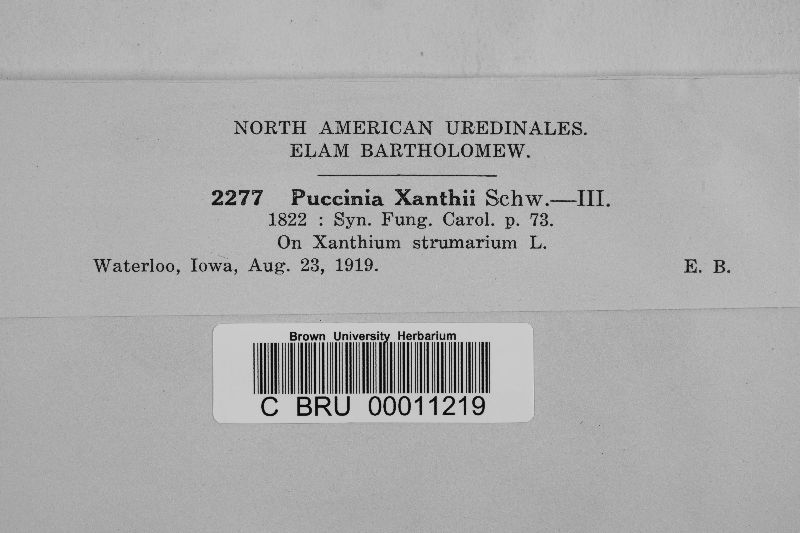 NORTH AMERICAN UREDINALES.
ELAM BARTHOLOMEW.
2277 Puccinia Xanthii Schw.—III.
1822 : Syn. Fung. Carol. p. 73.
On Xanthium strumarium L.
Waterloo, Iowa, Aug. 23, 1919. E. B.
Brown University Herbarium
C BRU 00011219